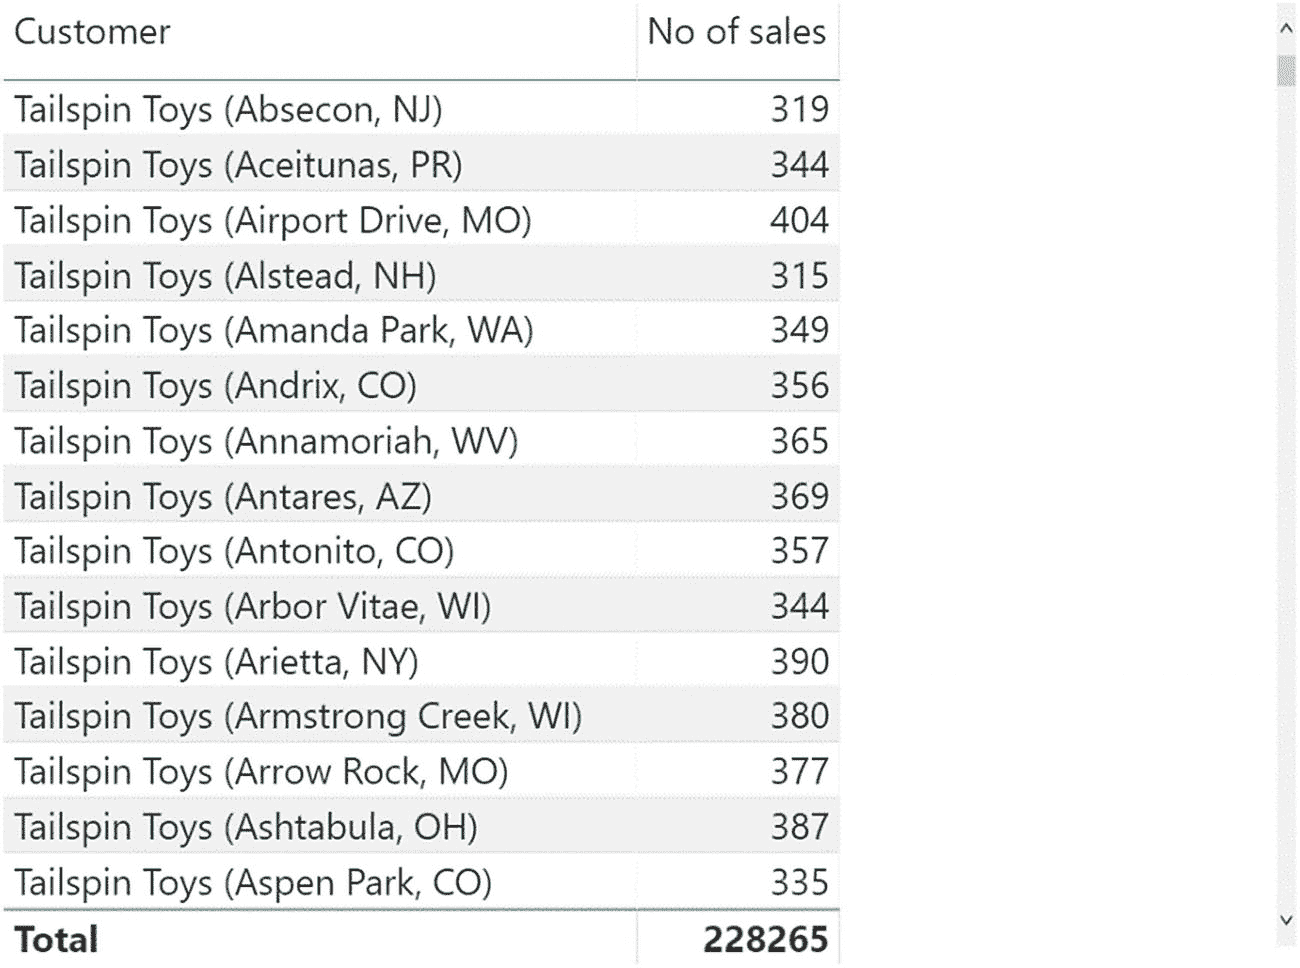 Customer No of sales
Tailspin Toys (Absecon, NJ) 319
Tailspin Toys (Aceitunas, PR) 344
Tailspin Toys (Airport Drive, MO) 404
Tailspin Toys (Alstead, NH) 315
Tailspin Toys (Amanda Park, WA) 349
Tailspin Toys (Andrix, CO) 356
Tailspin Toys (Annamoriah, WV) 365
Tailspin Toys (Antares, AZ) 369
Tailspin Toys (Antonito, CO) 357
Tailspin Toys (Arbor Vitae, WI) 344
Tailspin Toys (Arietta, NY) 390
Tailspin Toys (Armstrong Creek, WI) 380
Tailspin Toys (Arrow Rock, MO) 377
Tailspin Toys (Ashtabula, OH) 387
Tailspin Toys (Aspen Park, CO) 335
Total 228265